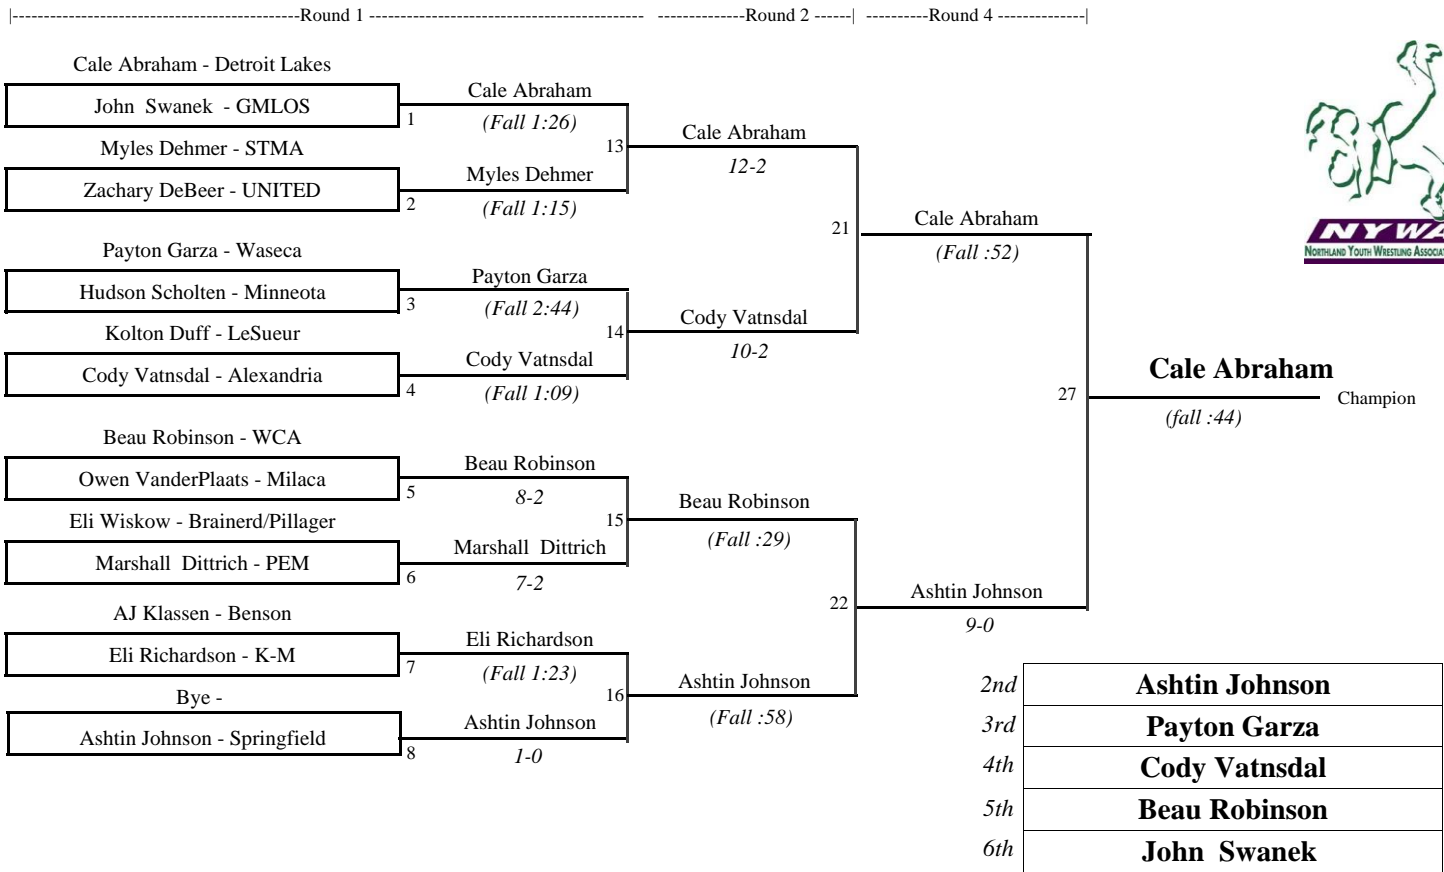 |----------------------------------------------Round 1 -------------------------------------------- --------------Round 2 ------| ----------Round 4 --------------|
Cale Abraham - Detroit Lakes
John  Swanek  - GMLOS
1
Cale Abraham
(Fall 1:26)
Myles Dehmer - STMA
Zachary DeBeer - UNITED
2
Myles Dehmer
(Fall 1:15)
13
Cale Abraham
12-2
Payton Garza - Waseca
Hudson Scholten - Minneota
3
Payton Garza
(Fall 2:44)
Kolton Duff - LeSueur
Cody Vatnsdal - Alexandria
4
Cody Vatnsdal
(Fall 1:09)
14
Cody Vatnsdal
10-2
21
Cale Abraham
(Fall :52)
Beau Robinson - WCA
Owen VanderPlaats - Milaca
5
Beau Robinson
8-2
Eli Wiskow - Brainerd/Pillager
Marshall  Dittrich - PEM
6
Marshall  Dittrich
7-2
15
Beau Robinson
(Fall :29)
AJ Klassen - Benson
Eli Richardson - K-M
7
Eli Richardson
(Fall 1:23)
Bye -
Ashtin Johnson - Springfield
8
Ashtin Johnson
1-0
16
Ashtin Johnson
(Fall :58)
22
Ashtin Johnson
9-0
27
Cale Abraham
Champion
(fall :44)
NYWA
NORTHLAND YOUTH WRESTLING
2nd Ashtin Johnson
3rd Payton Garza
4th Cody Vatnsdal
5th Beau Robinson
6th John  Swanek